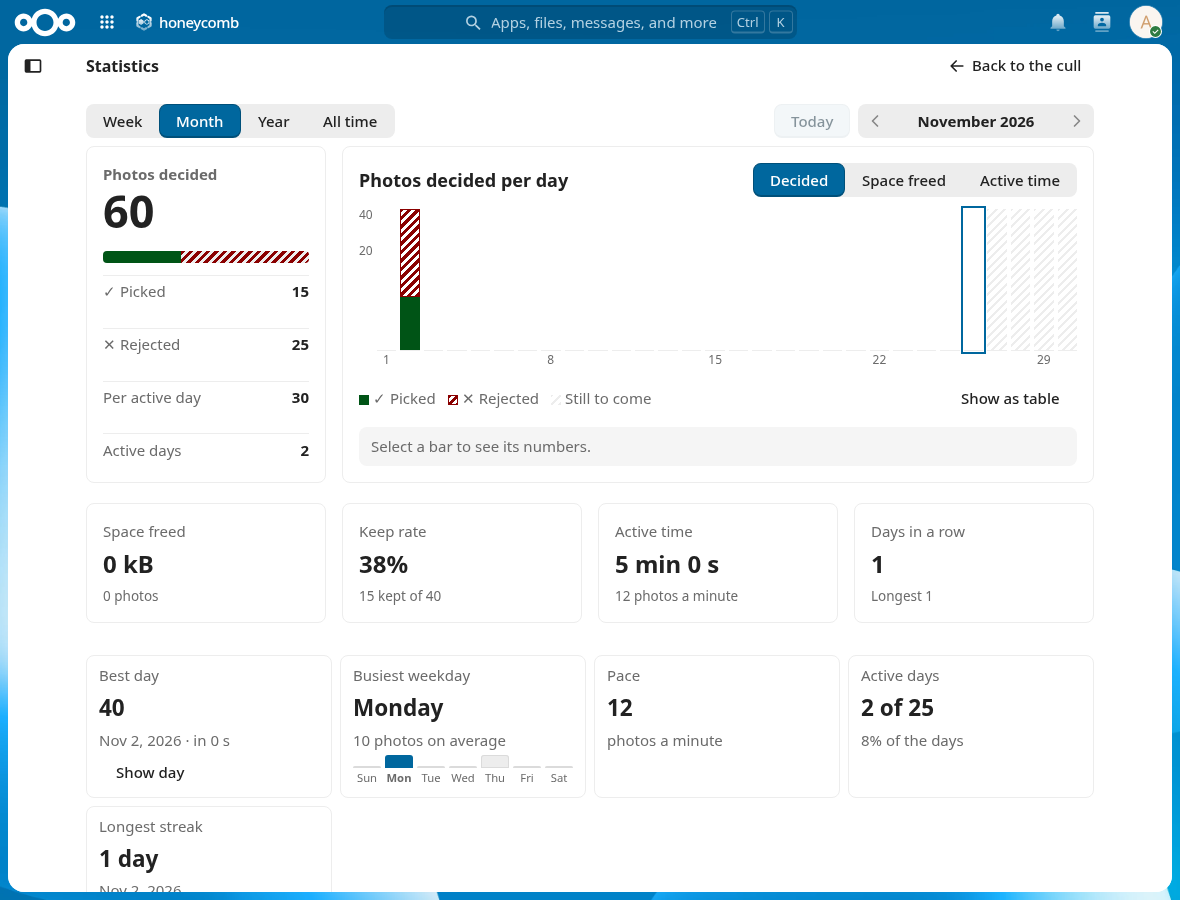 honeycomb
Apps, files, messages, and more Ctrl K
A
Statistics
Back to the cull
Week Month Year All time
Today
November 2026
Photos decided
60
✓ Picked 15
✕ Rejected 25
Per active day 30
Active days 2
Photos decided per day
Decided Space freed Active time
40
20
1 8 15 22 29
✓ Picked ✕ Rejected Still to come
Show as table
Select a bar to see its numbers.
Space freed
0 kB
0 photos
Keep rate
38%
15 kept of 40
Active time
5 min 0 s
12 photos a minute
Days in a row
1
Longest 1
Best day
40
Nov 2, 2026 · in 0 s
Show day
Busiest weekday
Monday
10 photos on average
Sun Mon Tue Wed Thu Fri Sat
Pace
12
photos a minute
Active days
2 of 25
8% of the days
Longest streak
1 day
Nov 2, 2026